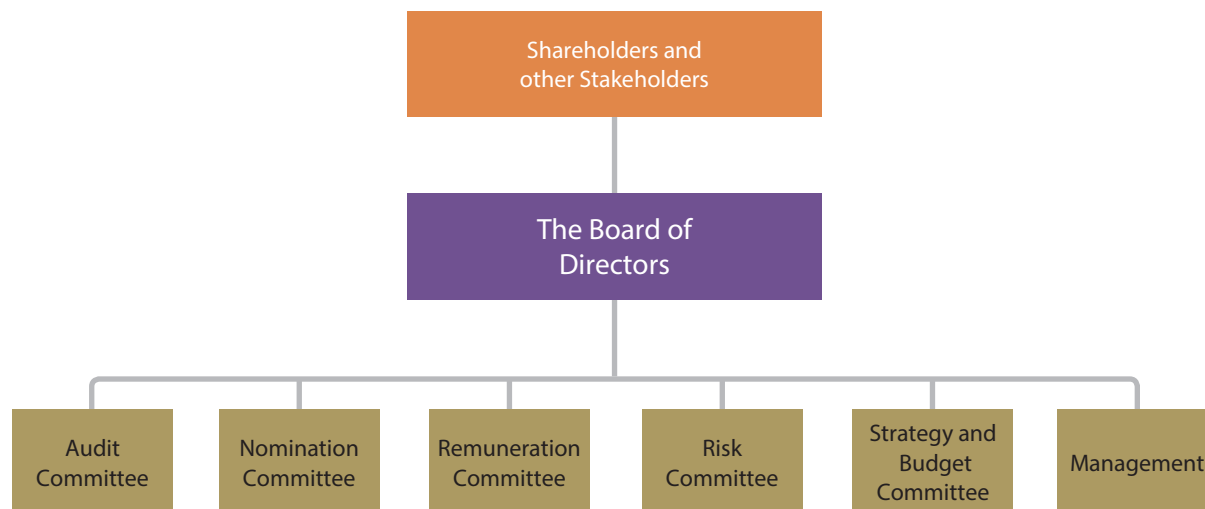 Shareholders and
other Stakeholders
The Board of
Directors
Audit
Committee
Nomination
Committee
Remuneration
Committee
Risk
Committee
Strategy and
Budget
Committee
Management